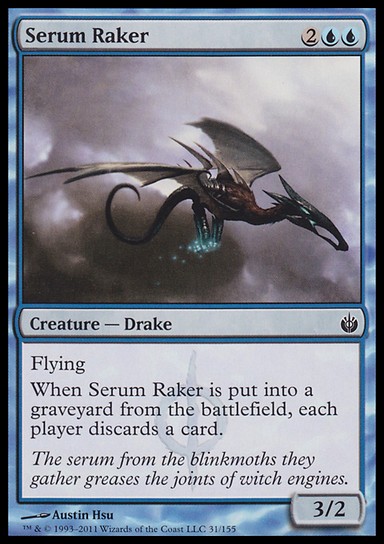 Serum Raker 2
Creature — Drake
Flying
When Serum Raker is put into a
graveyard from the battlefield, each
player discards a card.
The serum from the blinkmoths they
gather greases the joints of witch engines.
Austin Hsu
3/2
™ & © 1993–2011 Wizards of the Coast LLC 31/155